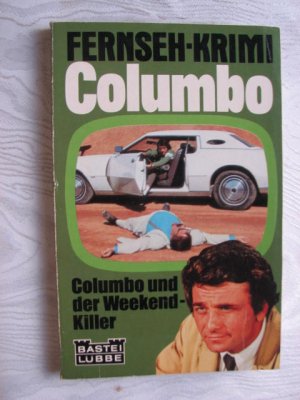 FERNSEH-KRIMI
Columbo
Columbo und
der Weekend-
Killer
BASTEI
LÜBBE